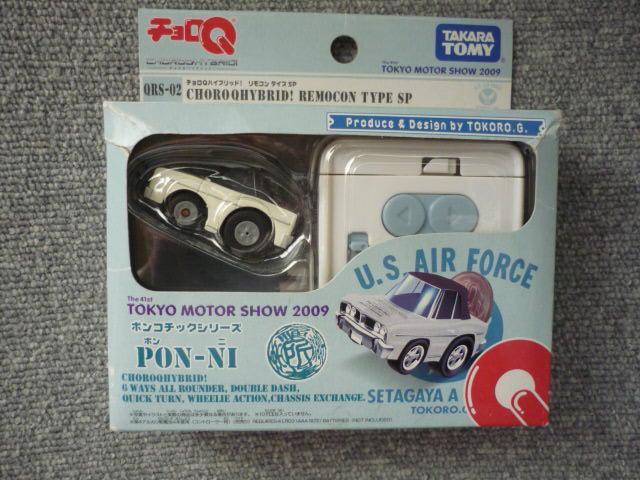 チョロQ
CHOROQHYBRID!
TAKARA
TOMY
The 41st
TOKYO MOTOR SHOW 2009
チョロQハイブリッド! リモコン タイプ SP
QRS-02 CHOROQHYBRID! REMOCON TYPE SP
Produce & Design by TOKORO.G.
U.S. AIR FORCE
The 41st
TOKYO MOTOR SHOW 2009
ポンコチックシリーズ
ポン ニ
PON-NI
所
CHOROQHYBRID!
6 WAYS ALL ROUNDER, DOUBLE DASH,
QUICK TURN, WHEELIE ACTION, CHASSIS EXCHANGE.
SETAGAYA A
TOKORO.G